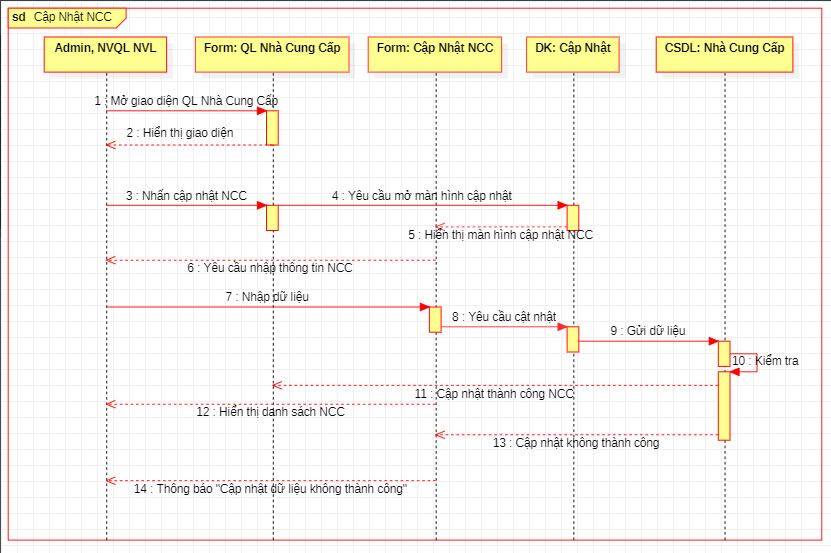 sd Cập Nhật NCC
Admin, NVQL NVL
Form: QL Nhà Cung Cấp
Form: Cập Nhật NCC
DK: Cập Nhật
CSDL: Nhà Cung Cấp
1 : Mở giao diện QL Nhà Cung Cấp
2 : Hiển thị giao diện
3 : Nhấn cập nhật NCC
4 : Yêu cầu mở màn hình cập nhật
5 : Hiển thị màn hình cập nhật NCC
6 : Yêu cầu nhập thông tin NCC
7 : Nhập dữ liệu
8 : Yêu cầu cật nhật
9 : Gửi dữ liệu
10 : Kiểm tra
11 : Cập nhật thành công NCC
12 : Hiển thị danh sách NCC
13 : Cập nhật không thành công
14 : Thông báo "Cập nhật dữ liệu không thành công"